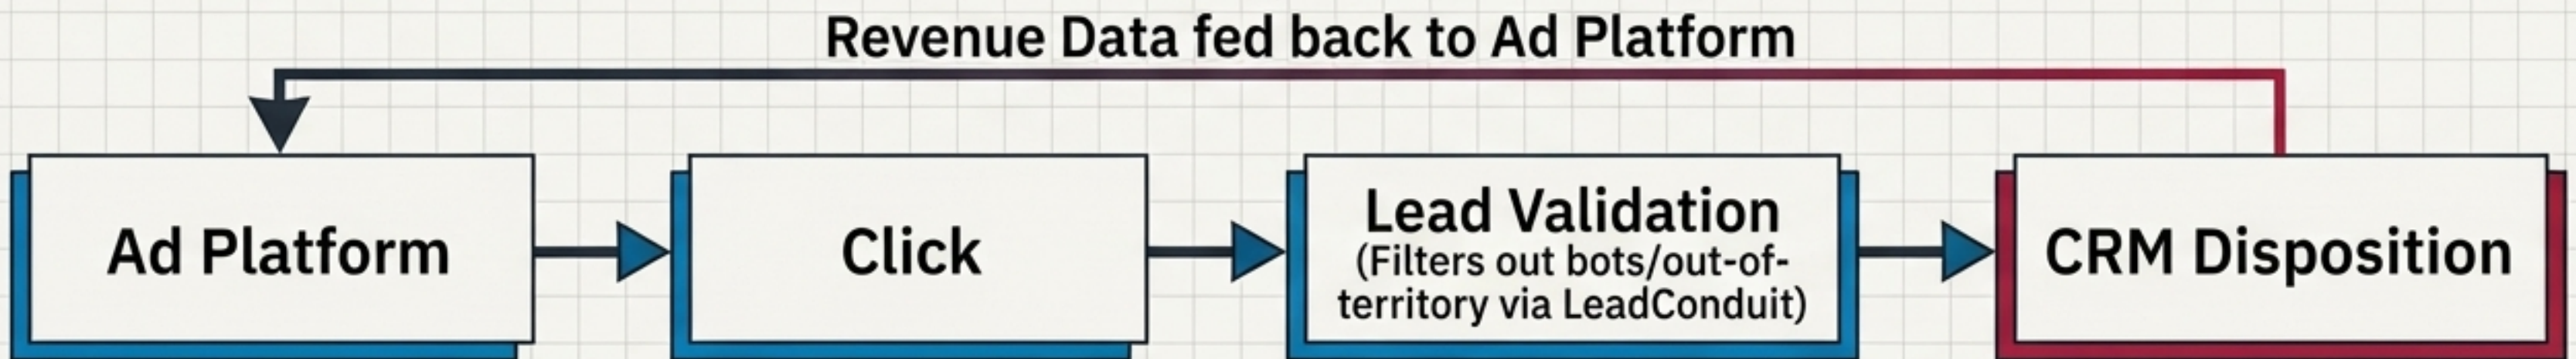 Revenue Data fed back to Ad Platform
Ad Platform
Click
Lead Validation
(Filters out bots/out-of-
territory via LeadConduit)
CRM Disposition